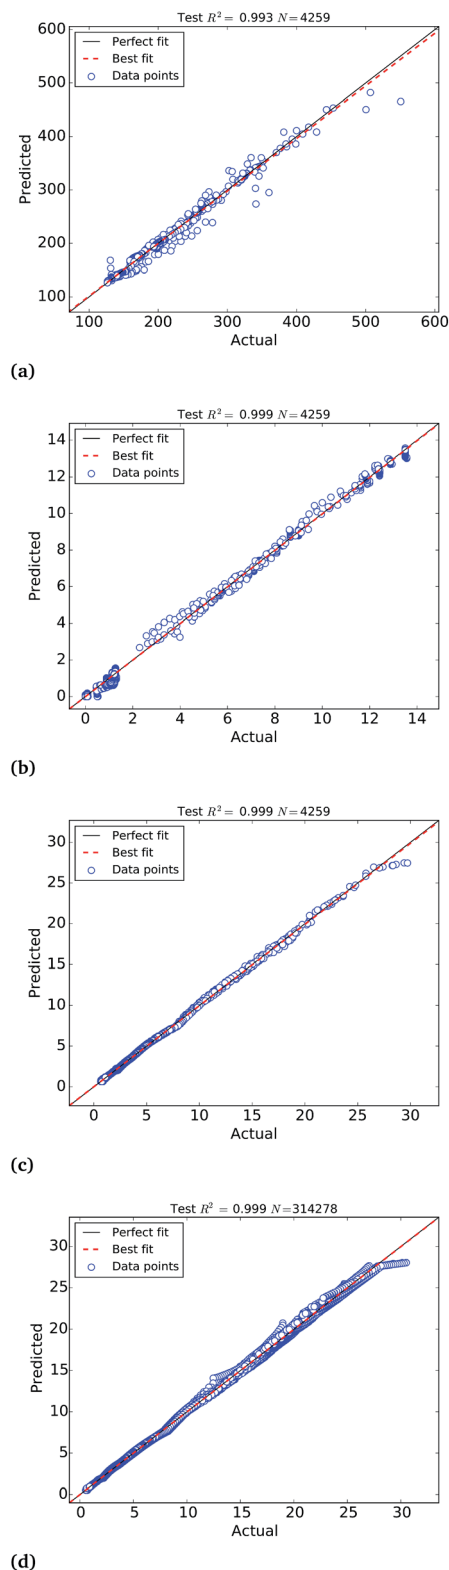 Test R² = 0.993 N=4259
Perfect fit
Best fit
Data points
600
500
400
300
200
100
Predicted
100 200 300 400 500 600
Actual
(a)
Test R² = 0.999 N=4259
Perfect fit
Best fit
Data points
14
12
10
8
6
4
2
0
Predicted
0 2 4 6 8 10 12 14
Actual
(b)
Test R² = 0.999 N=4259
Perfect fit
Best fit
Data points
30
25
20
15
10
5
0
Predicted
0 5 10 15 20 25 30
Actual
(c)
Test R² = 0.999 N=314278
Perfect fit
Best fit
Data points
30
25
20
15
10
5
0
Predicted
0 5 10 15 20 25 30
Actual
(d)